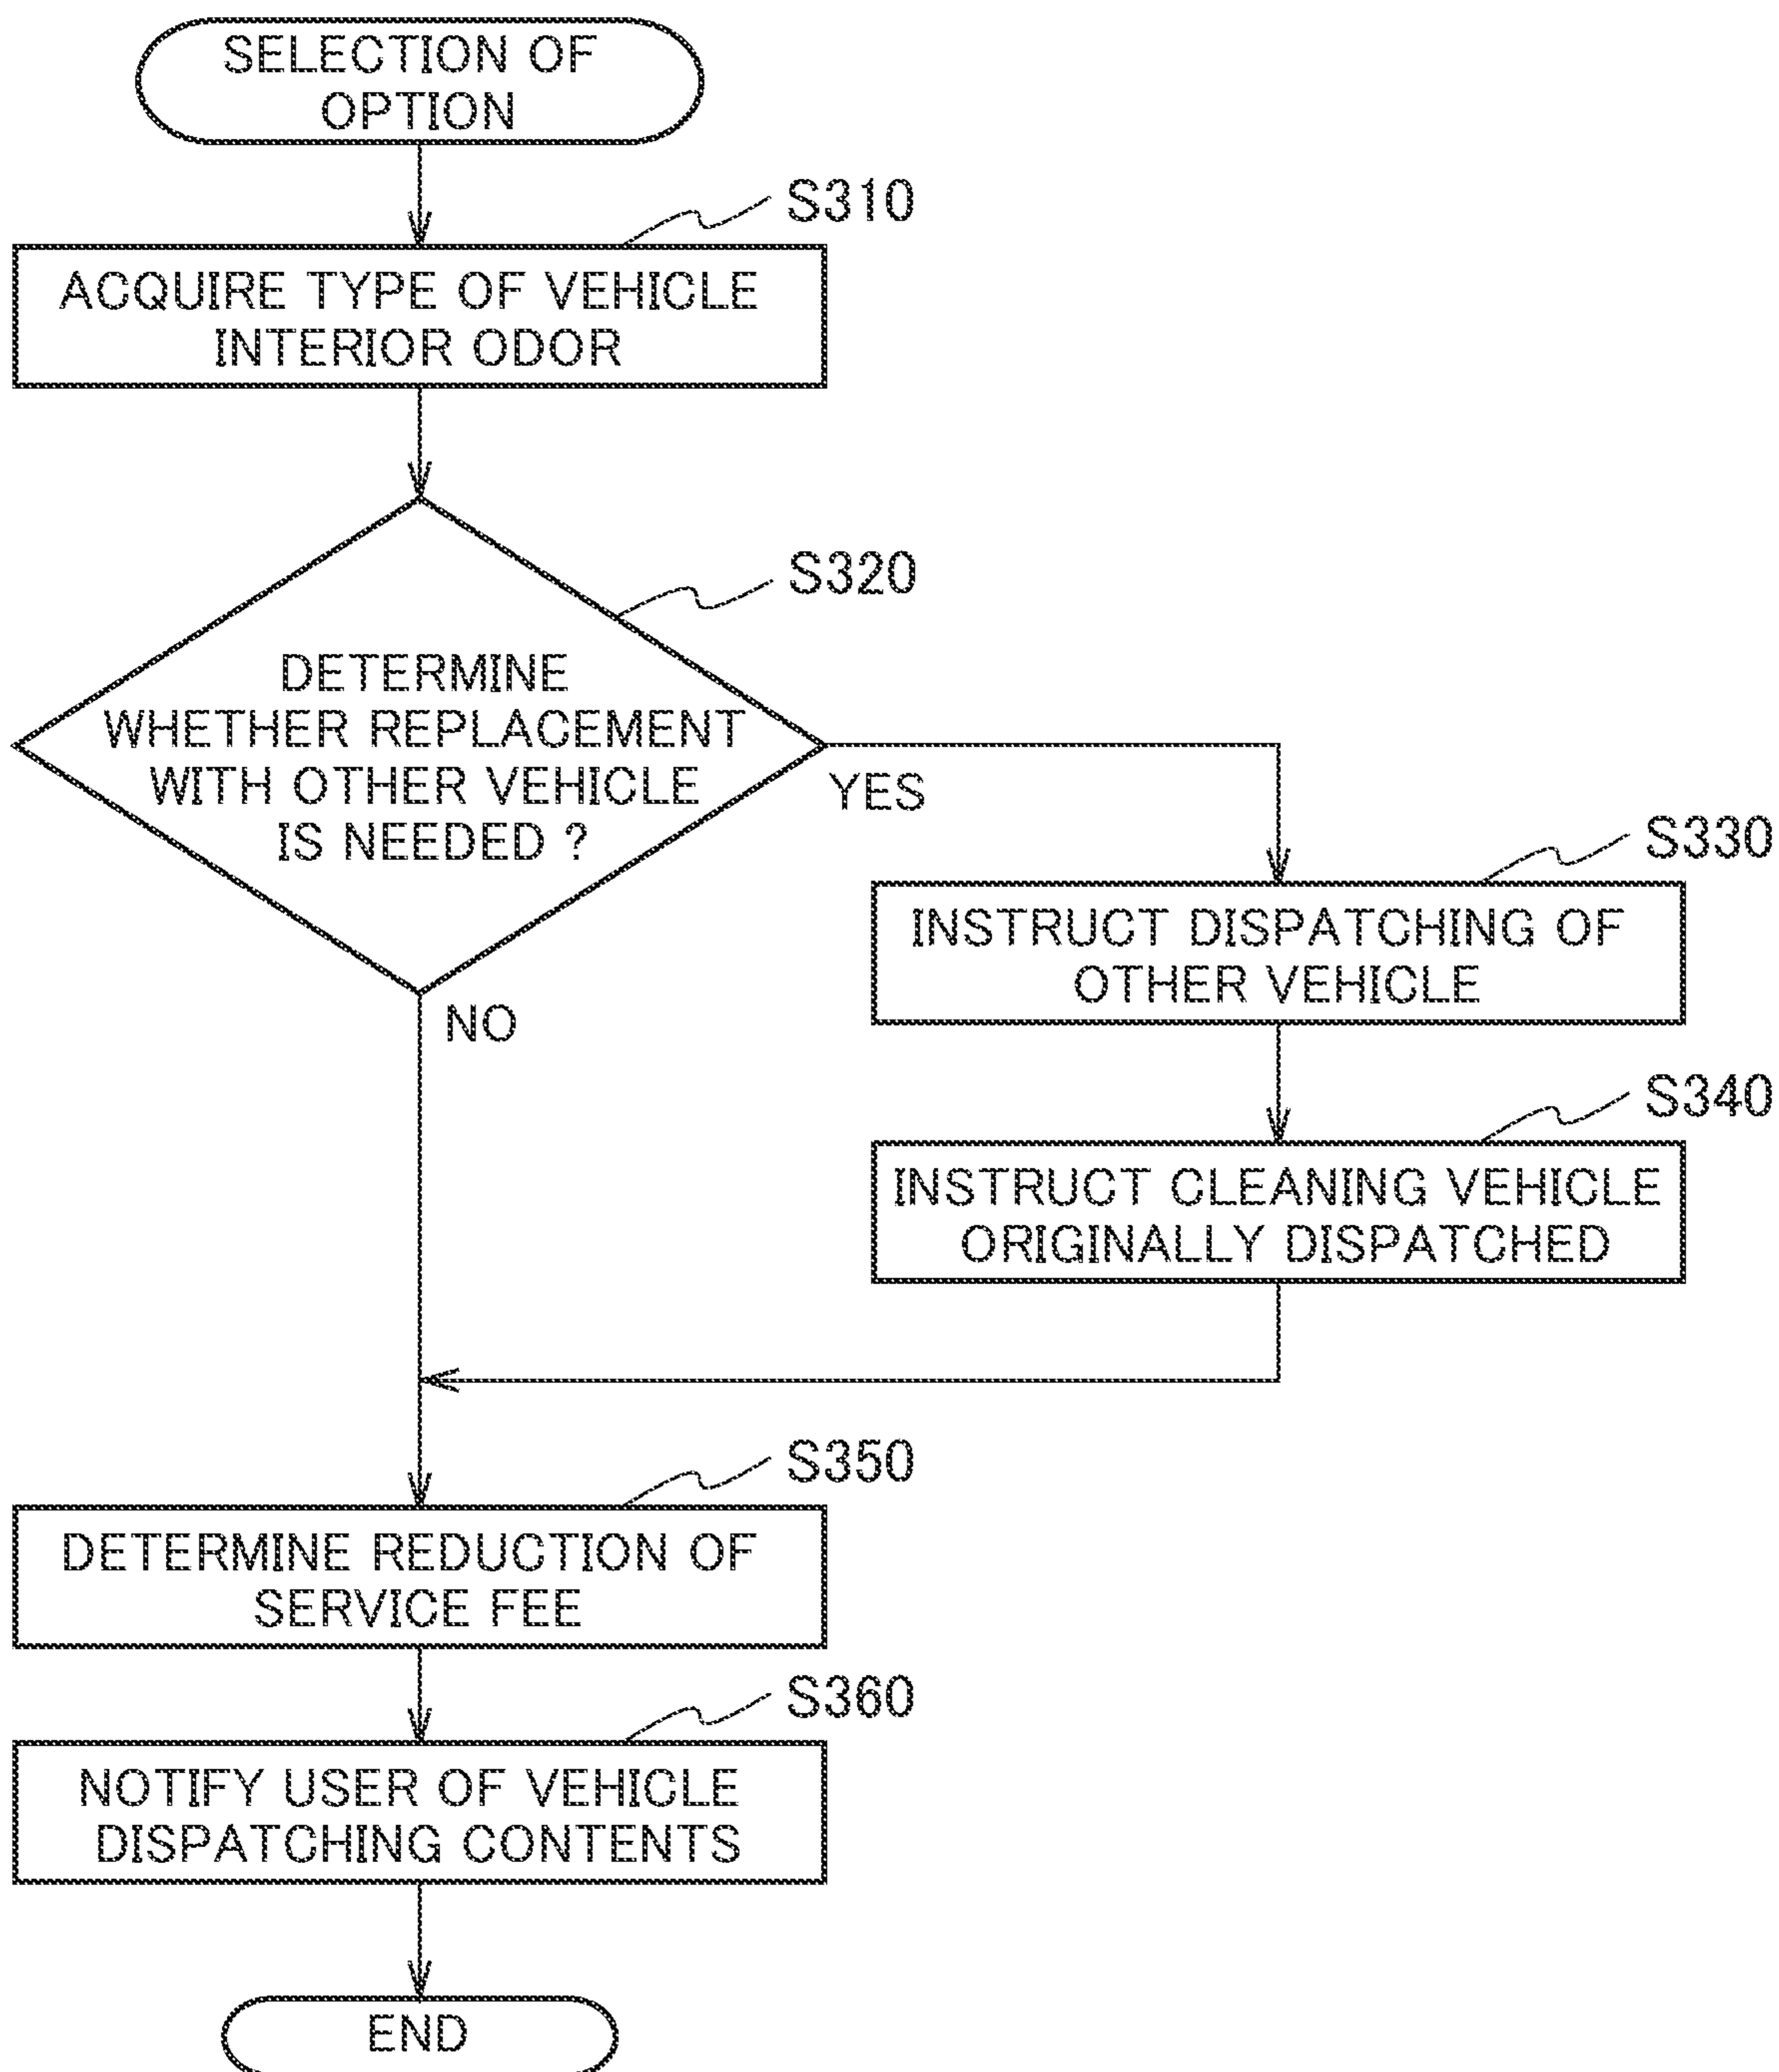 SELECTION OF
OPTION
S310
ACQUIRE TYPE OF VEHICLE
INTERIOR ODOR
S320
DETERMINE
WHETHER REPLACEMENT
WITH OTHER VEHICLE
IS NEEDED ?
YES
NO
S330
INSTRUCT DISPATCHING OF
OTHER VEHICLE
S340
INSTRUCT CLEANING VEHICLE
ORIGINALLY DISPATCHED
S350
DETERMINE REDUCTION OF
SERVICE FEE
S360
NOTIFY USER OF VEHICLE
DISPATCHING CONTENTS
END